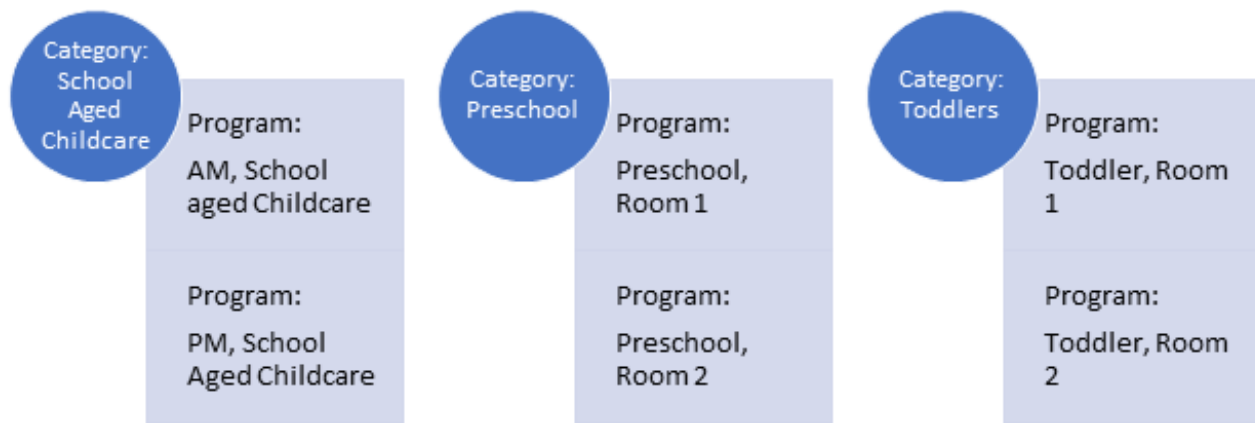 Category:
School
Aged
Childcare
Program:
AM, School
aged Childcare
Program:
PM, School
Aged Childcare
Category:
Preschool
Program:
Preschool,
Room 1
Program:
Preschool,
Room 2
Category:
Toddlers
Program:
Toddler, Room
1
Program:
Toddler, Room
2